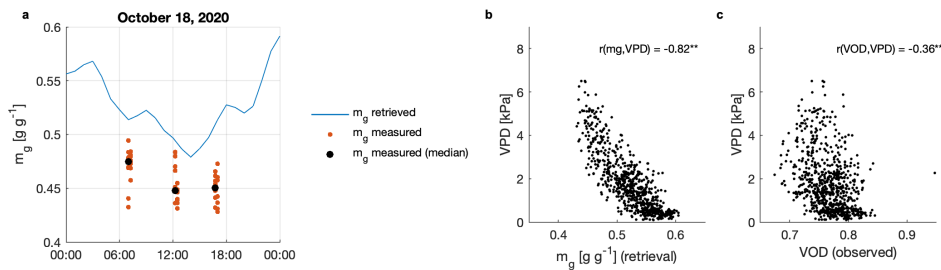 a
October 18, 2020
0.6
0.55
0.5
0.45
0.4
m_g [g g⁻¹]
00:00 06:00 12:00 18:00 00:00
m_g retrieved
m_g measured
m_g measured (median)
b
r(mg,VPD) = -0.82**
8
6
4
2
0
VPD [kPa]
0.4 0.5 0.6
m_g [g g⁻¹] (retrieval)
c
r(VOD,VPD) = -0.36**
8
6
4
2
0
VPD [kPa]
0.7 0.8 0.9
VOD (observed)